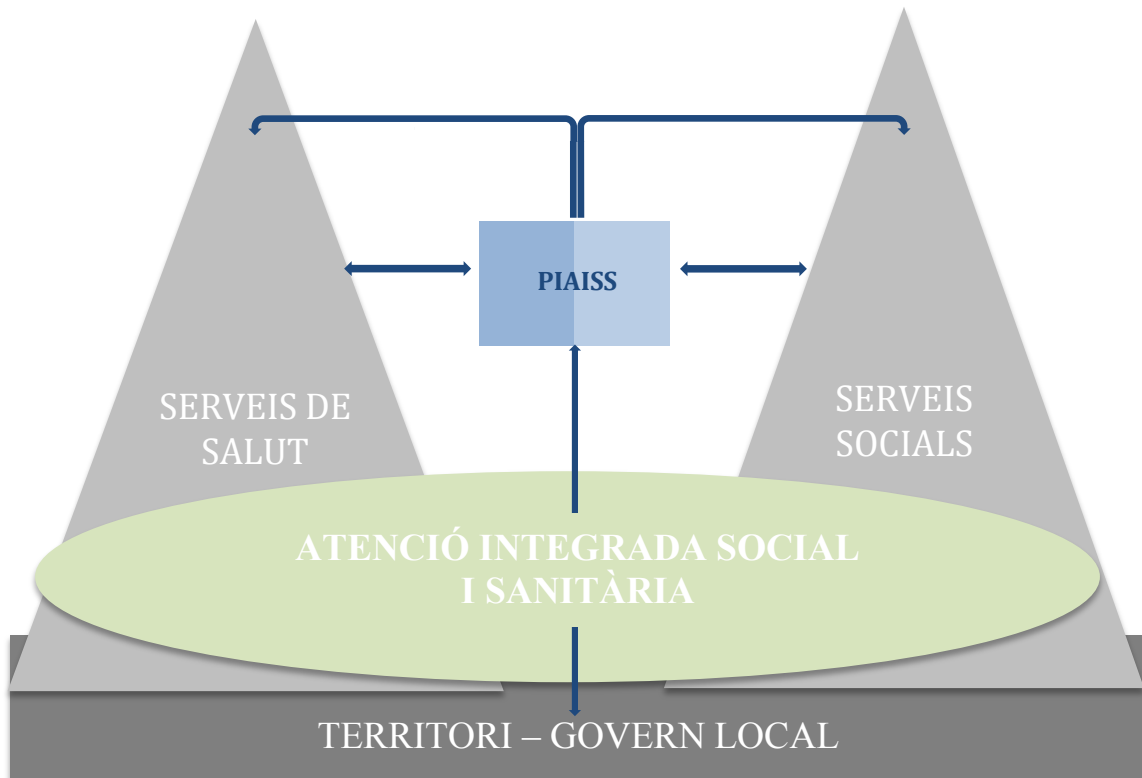 PIAISS
SERVEIS DE
SALUT
SERVEIS
SOCIALS
ATENCIÓ INTEGRADA SOCIAL
I SANITÀRIA
TERRITORI – GOVERN LOCAL